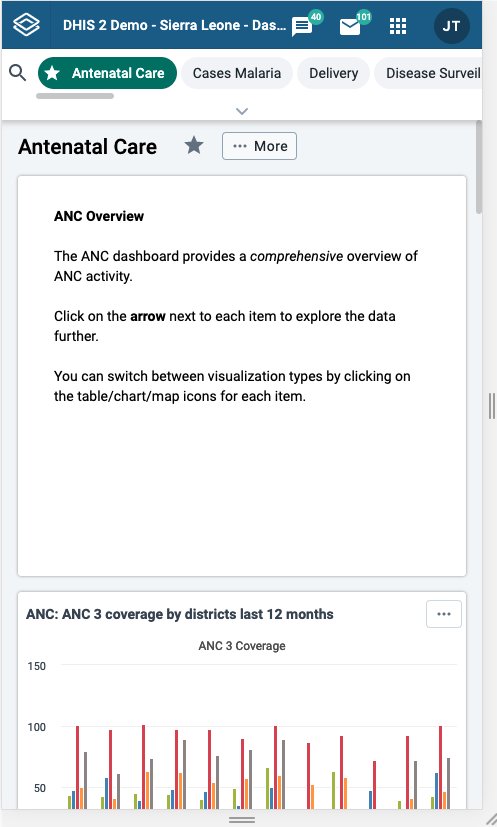 DHIS 2 Demo - Sierra Leone - Das...
40
101
JT
Antenatal Care
Cases Malaria
Delivery
Disease Surveil
Antenatal Care
More
ANC Overview
The ANC dashboard provides a comprehensive overview of
ANC activity.
Click on the arrow next to each item to explore the data
further.
You can switch between visualization types by clicking on
the table/chart/map icons for each item.
ANC: ANC 3 coverage by districts last 12 months
ANC 3 Coverage
150
100
50